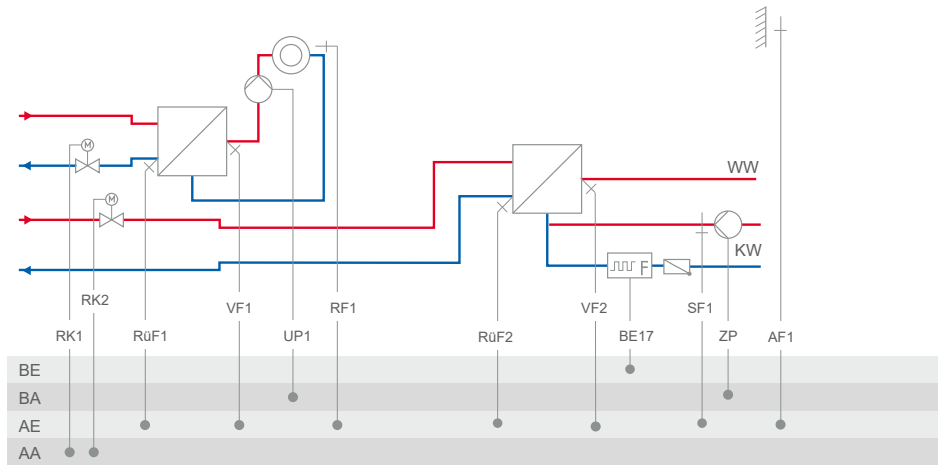 M
M
WW
KW
F
RK2
VF1
RF1
VF2
SF1
RK1
RüF1
UP1
RüF2
BE17
ZP
AF1
BE
BA
AE
AA